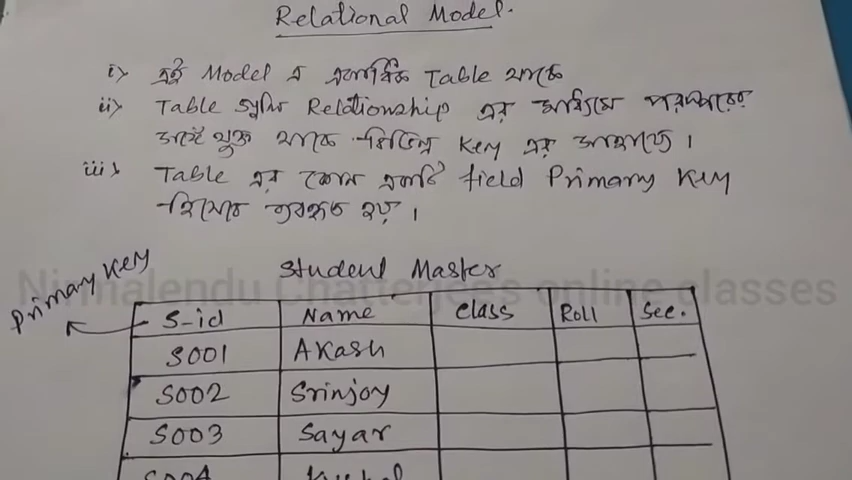 Relational Model.
i) এই Model এ একাধিক Table থাকে
ii) Table গুলি Relationship এর মাধ্যমে পরস্পরের
সাথে যুক্ত থাকে বিভিন্ন Key এর সাহায্যে।
iii) Table এর কোন একটি field Primary Key
হিসেবে ব্যবহৃত হয়।
Student Master
Primary Key
S-id Name Class Roll Sec.
S001 Akash
S002 Srinjoy
S003 Sayar
S004
Nirmalendu Chatterjee's online classes